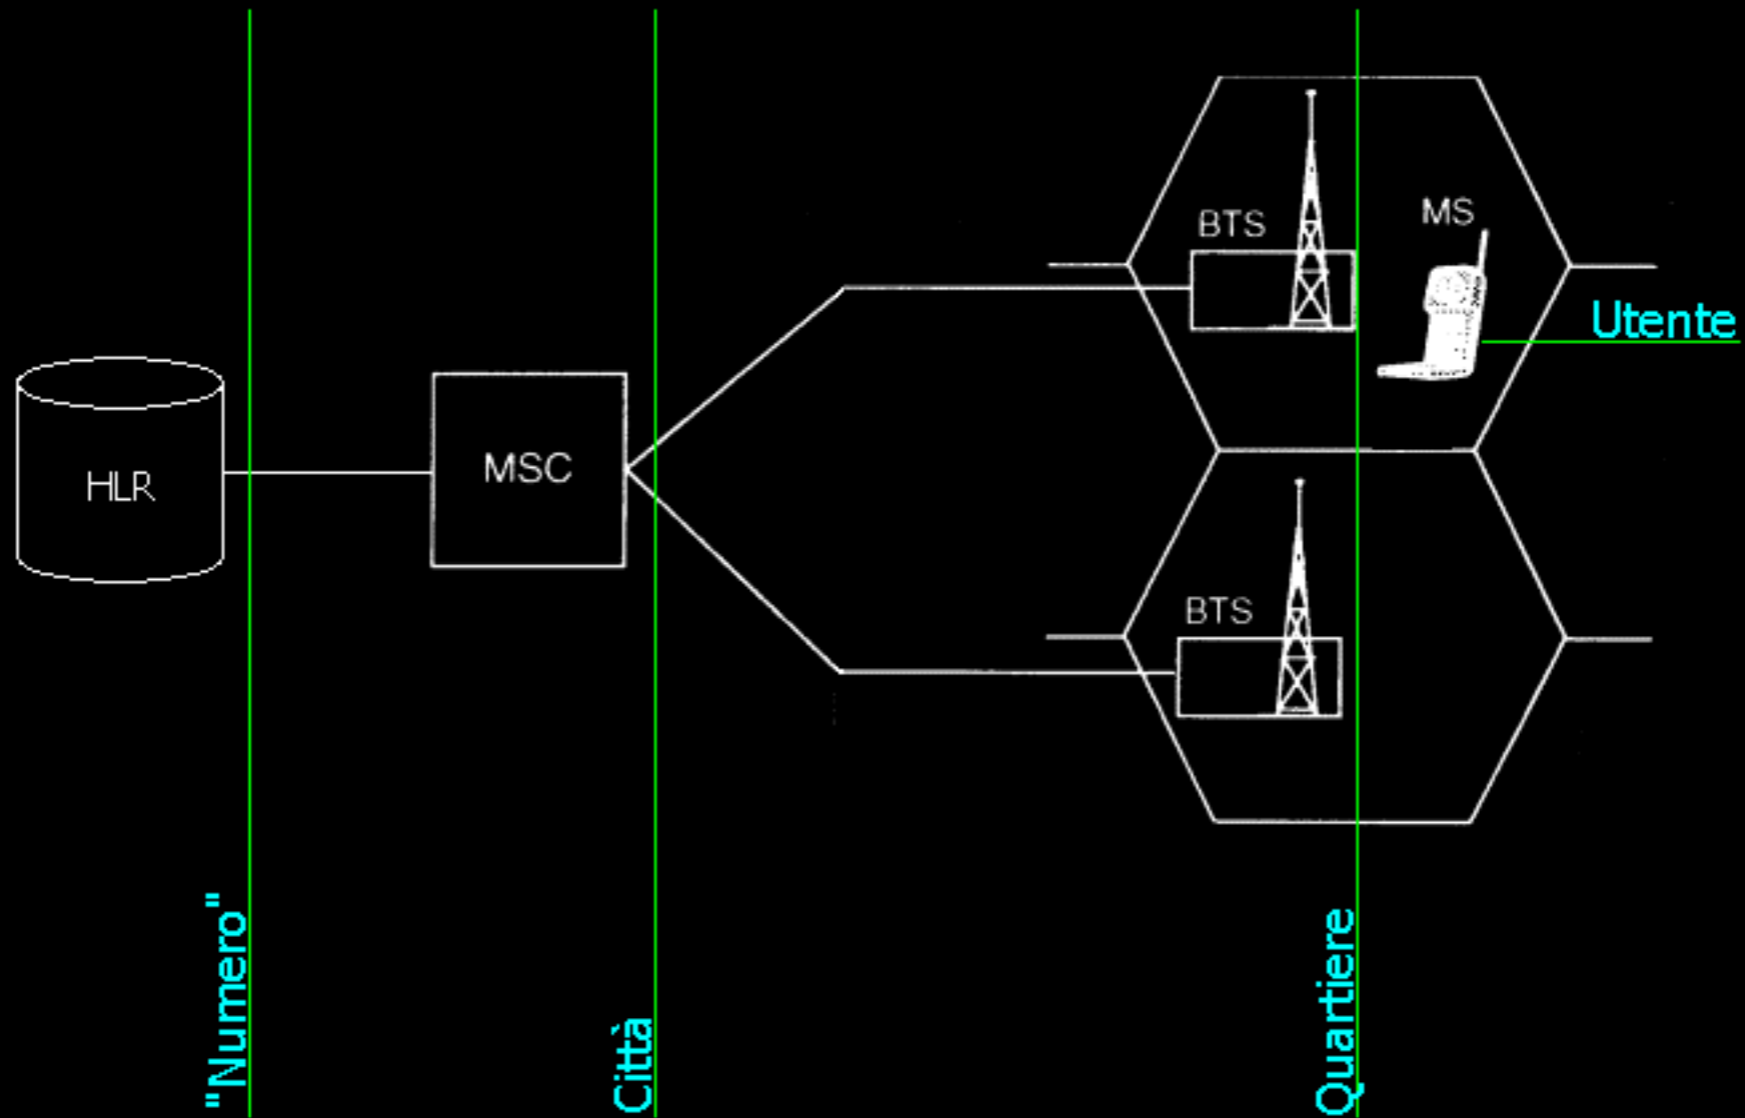 BTS
MS
Utente
HLR
MSC
BTS
"Numero"
Città
Quartiere